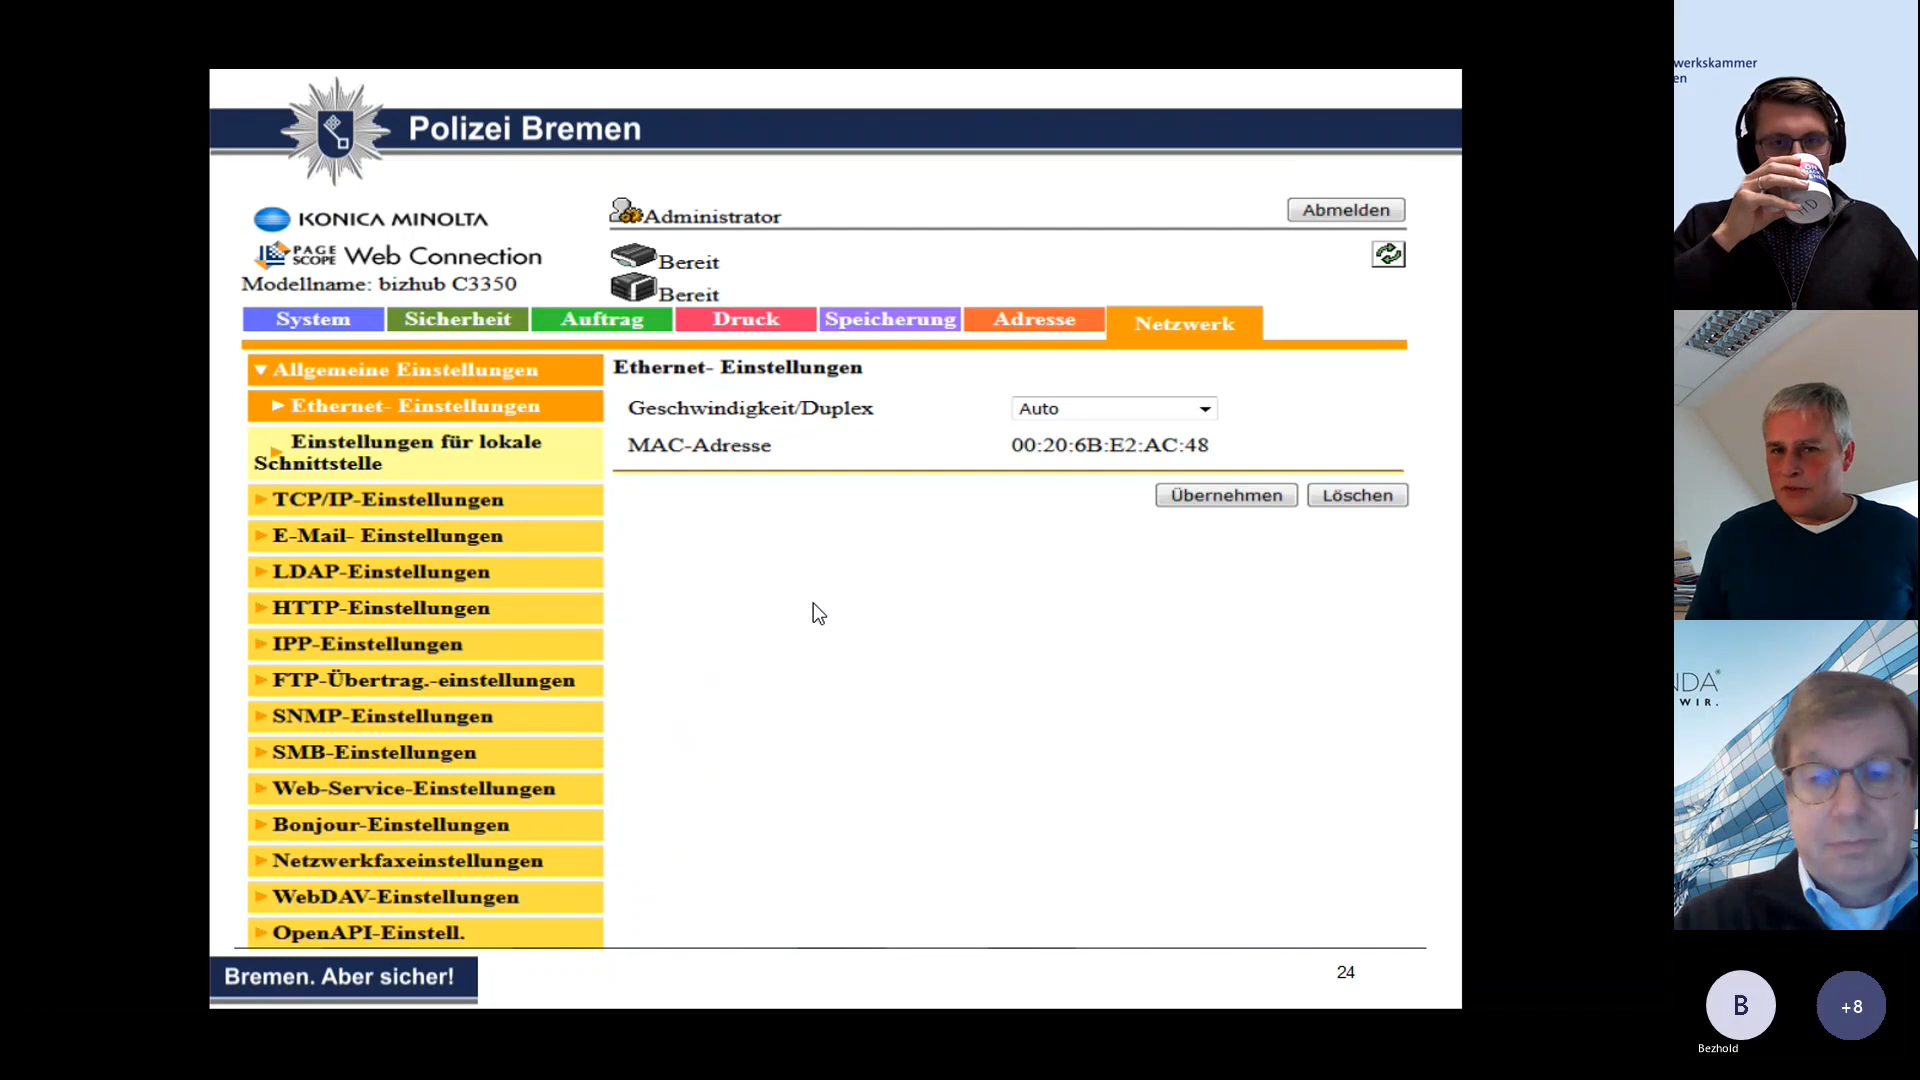 Polizei Bremen
KONICA MINOLTA
PAGE SCOPE Web Connection
Modellname: bizhub C3350
Administrator
Abmelden
Bereit
Bereit
System
Sicherheit
Auftrag
Druck
Speicherung
Adresse
Netzwerk
Allgemeine Einstellungen
Ethernet- Einstellungen
Einstellungen für lokale
Schnittstelle
TCP/IP-Einstellungen
E-Mail- Einstellungen
LDAP-Einstellungen
HTTP-Einstellungen
IPP-Einstellungen
FTP-Übertrag.-einstellungen
SNMP-Einstellungen
SMB-Einstellungen
Web-Service-Einstellungen
Bonjour-Einstellungen
Netzwerkfaxeinstellungen
WebDAV-Einstellungen
OpenAPI-Einstell.
Ethernet- Einstellungen
Geschwindigkeit/Duplex Auto
MAC-Adresse 00:20:6B:E2:AC:48
Übernehmen Löschen
Bremen. Aber sicher!
24
werkskammer
en
NDA®
WIR.
B
Bezhold
+8